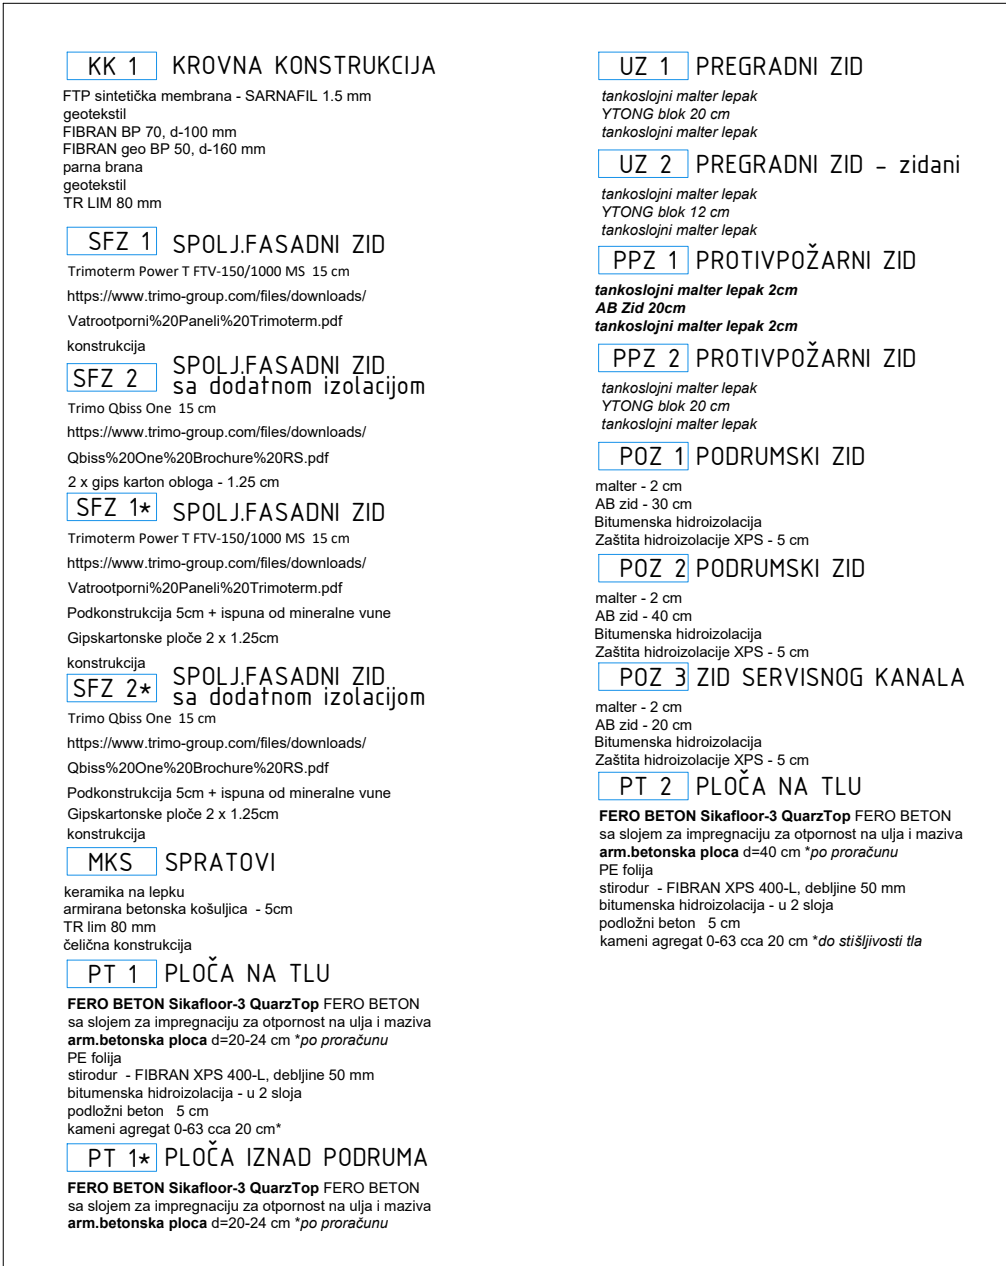 KK 1 KROVNA KONSTRUKCIJA
FTP sintetička membrana - SARNAFIL 1.5 mm
geotekstil
FIBRAN BP 70, d-100 mm
FIBRAN geo BP 50, d-160 mm
parna brana
geotekstil
TR LIM 80 mm
SFZ 1 SPOLJ.FASADNI ZID
Trimoterm Power T FTV-150/1000 MS 15 cm
https://www.trimo-group.com/files/downloads/
Vatrootporni%20Paneli%20Trimoterm.pdf
konstrukcija
SFZ 2 SPOLJ.FASADNI ZID
sa dodatnom izolacijom
Trimo Qbiss One 15 cm
https://www.trimo-group.com/files/downloads/
Qbiss%20One%20Brochure%20RS.pdf
2 x gips karton obloga - 1.25 cm
SFZ 1* SPOLJ.FASADNI ZID
Trimoterm Power T FTV-150/1000 MS 15 cm
https://www.trimo-group.com/files/downloads/
Vatrootporni%20Paneli%20Trimoterm.pdf
Podkonstrukcija 5cm + ispuna od mineralne vune
Gipskartonske ploče 2 x 1.25cm
konstrukcija
SFZ 2* SPOLJ.FASADNI ZID
sa dodatnom izolacijom
Trimo Qbiss One 15 cm
https://www.trimo-group.com/files/downloads/
Qbiss%20One%20Brochure%20RS.pdf
Podkonstrukcija 5cm + ispuna od mineralne vune
Gipskartonske ploče 2 x 1.25cm
konstrukcija
MKS SPRATOVI
keramika na lepku
armirana betonska košuljica - 5cm
TR lim 80 mm
čelična konstrukcija
PT 1 PLOČA NA TLU
FERO BETON Sikafloor-3 QuarzTop FERO BETON
sa slojem za impregnaciju za otpornost na ulja i maziva
arm.betonska ploca d=20-24 cm *po proračunu
PE folija
stirodur - FIBRAN XPS 400-L, debljine 50 mm
bitumenska hidroizolacija - u 2 sloja
podložni beton 5 cm
kameni agregat 0-63 cca 20 cm*
PT 1* PLOČA IZNAD PODRUMA
FERO BETON Sikafloor-3 QuarzTop FERO BETON
sa slojem za impregnaciju za otpornost na ulja i maziva
arm.betonska ploca d=20-24 cm *po proračunu
UZ 1 PREGRADNI ZID
tankoslojni malter lepak
YTONG blok 20 cm
tankoslojni malter lepak
UZ 2 PREGRADNI ZID - zidani
tankoslojni malter lepak
YTONG blok 12 cm
tankoslojni malter lepak
PPZ 1 PROTIVPOŽARNI ZID
tankoslojni malter lepak 2cm
AB Zid 20cm
tankoslojni malter lepak 2cm
PPZ 2 PROTIVPOŽARNI ZID
tankoslojni malter lepak
YTONG blok 20 cm
tankoslojni malter lepak
POZ 1 PODRUMSKI ZID
malter - 2 cm
AB zid - 30 cm
Bitumenska hidroizolacija
Zaštita hidroizolacije XPS - 5 cm
POZ 2 PODRUMSKI ZID
malter - 2 cm
AB zid - 40 cm
Bitumenska hidroizolacija
Zaštita hidroizolacije XPS - 5 cm
POZ 3 ZID SERVISNOG KANALA
malter - 2 cm
AB zid - 20 cm
Bitumenska hidroizolacija
Zaštita hidroizolacije XPS - 5 cm
PT 2 PLOČA NA TLU
FERO BETON Sikafloor-3 QuarzTop FERO BETON
sa slojem za impregnaciju za otpornost na ulja i maziva
arm.betonska ploca d=40 cm *po proračunu
PE folija
stirodur - FIBRAN XPS 400-L, debljine 50 mm
bitumenska hidroizolacija - u 2 sloja
podložni beton 5 cm
kameni agregat 0-63 cca 20 cm *do stišljivosti tla